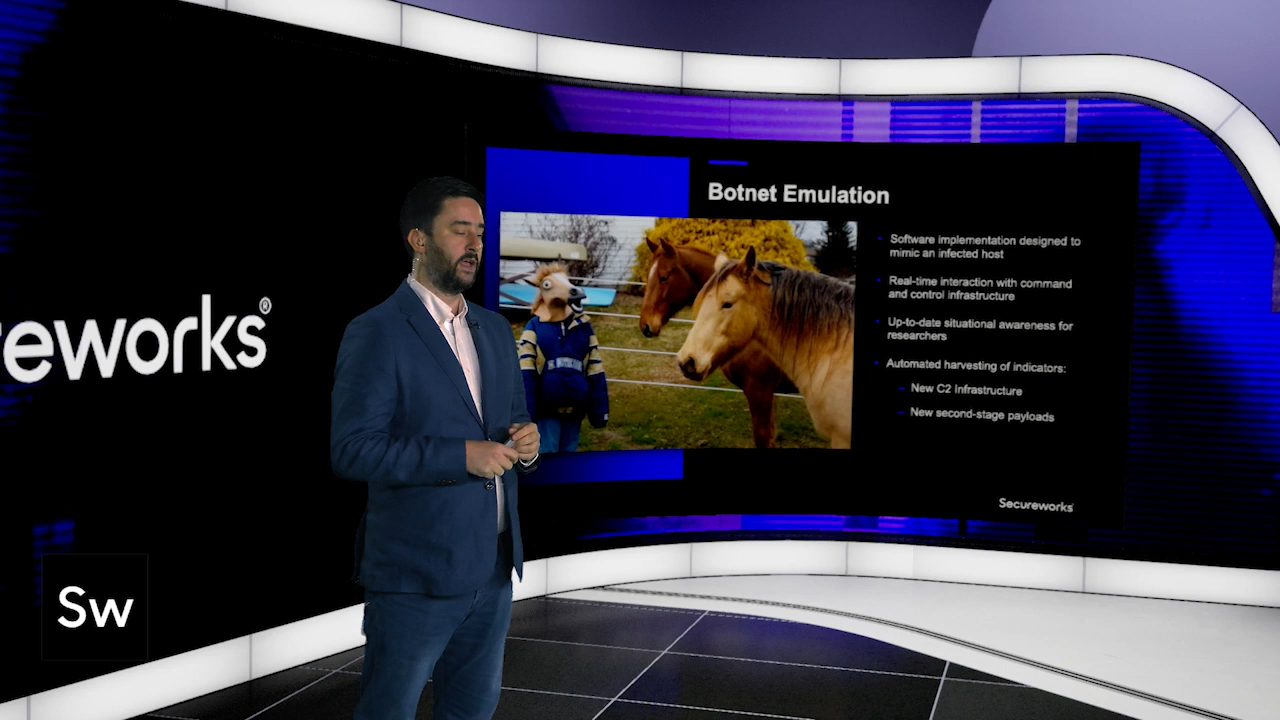 reworks®
Botnet Emulation
Software implementation designed to
mimic an infected host
Real-time interaction with command
and control infrastructure
Up-to-date situational awareness for
researchers
Automated harvesting of indicators:
New C2 Infrastructure
New second-stage payloads
Secureworks
Sw